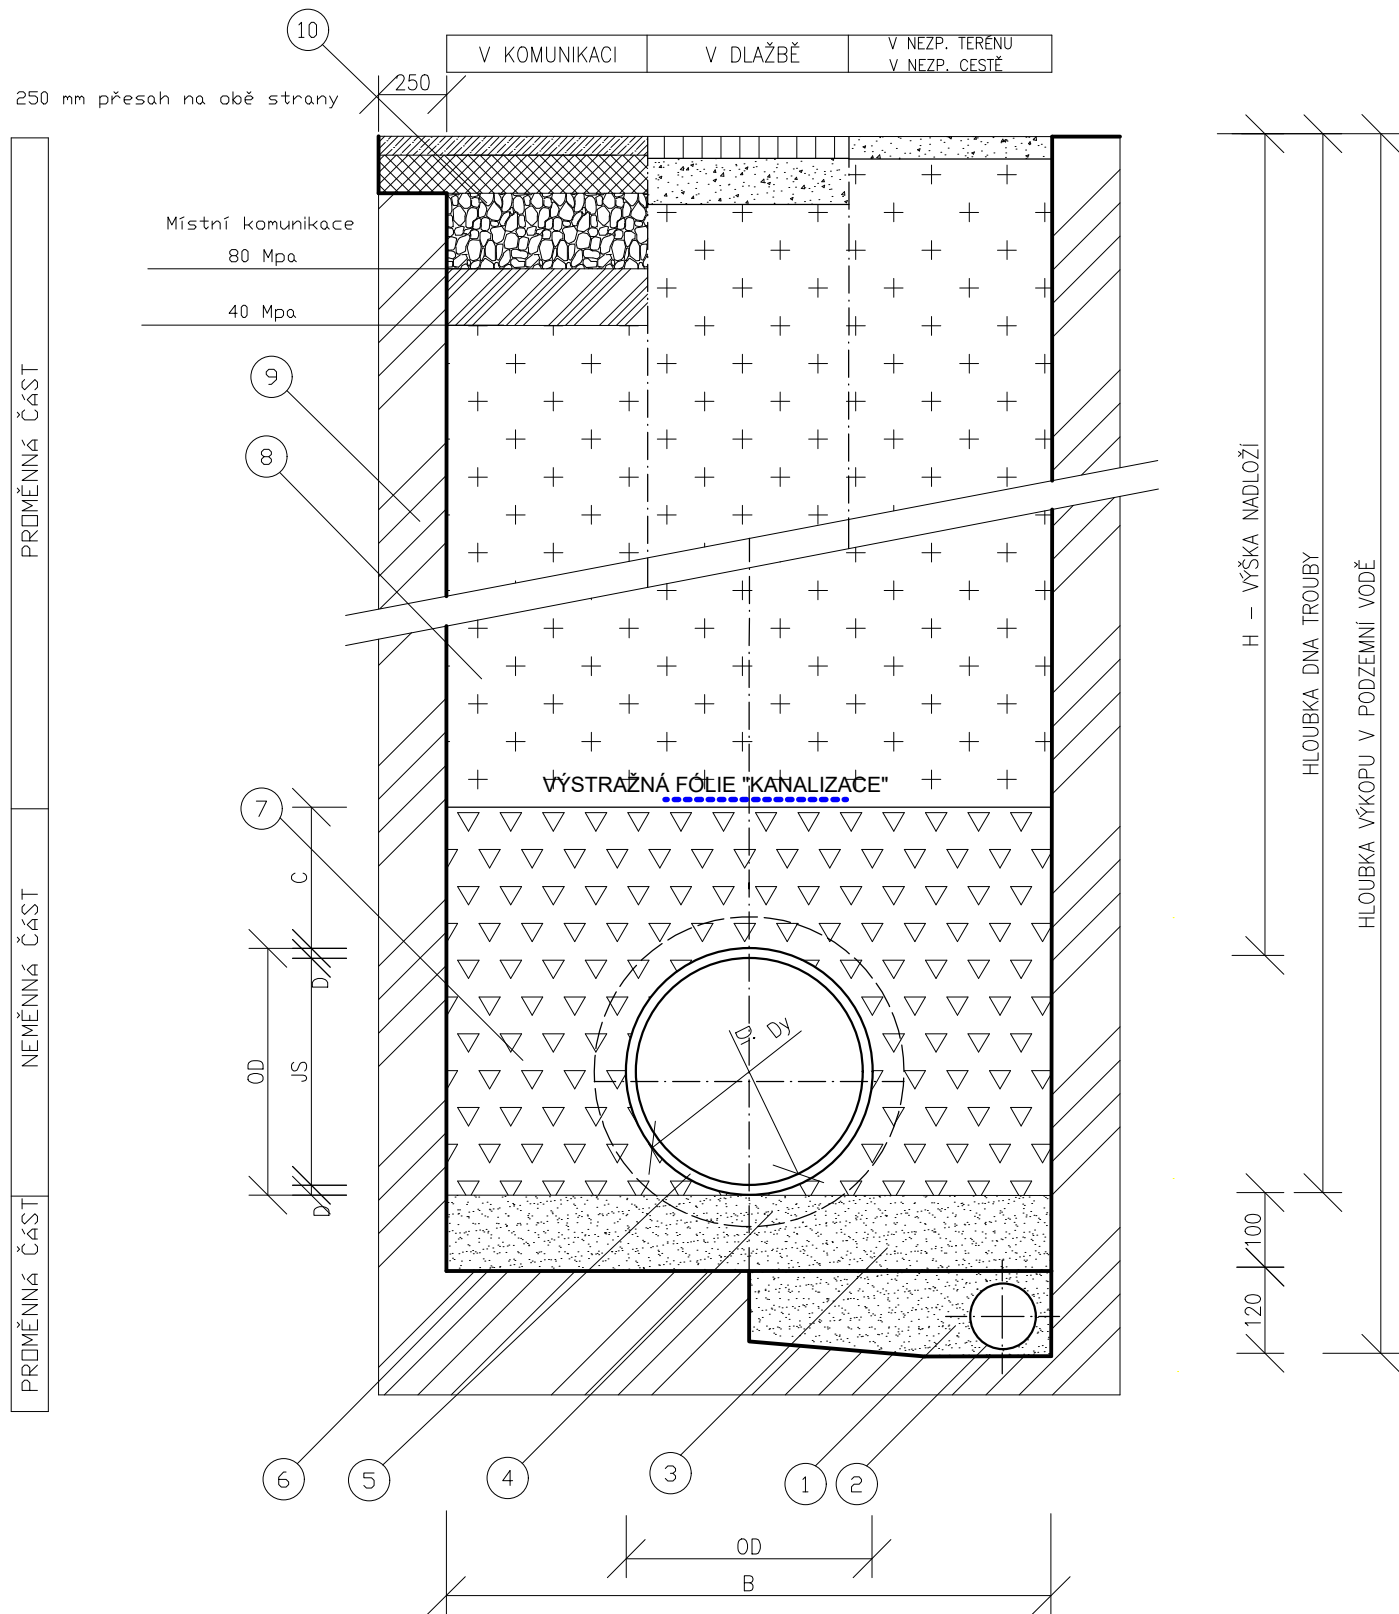 10
V KOMUNIKACI
V DLAŽBĚ
V NEZP. TERÉNU
V NEZP. CESTĚ
250
250 mm přesah na obě strany
Místní komunikace
80 Mpa
40 Mpa
9
8
7
PROMĚNNÁ ČÁST
NEMĚNNÁ ČÁST
PROMĚNNÁ ČÁST
VÝSTRAŽNÁ FÓLIE "KANALIZACE"
C
D
OD
JS
D
D. Dy
H - VÝŠKA NADLOŽÍ
HLOUBKA DNA TROUBY
HLOUBKA VÝKOPU V PODZEMNÍ VODĚ
100
120
6
5
4
3
1
2
OD
B